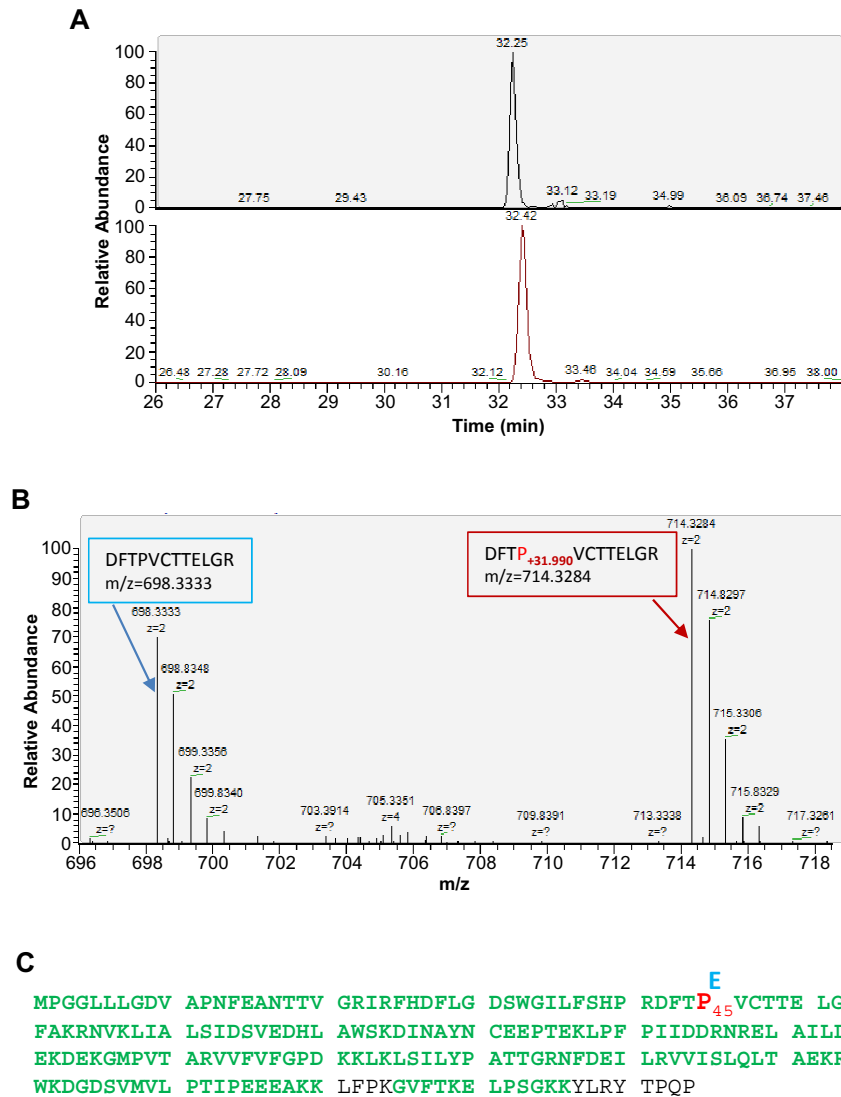 A
32.25
100
80
60
40
20
0
27.75 29.43 33.12 33.19 34.99 36.09 36.74 37.46
Relative Abundance
32.42
100
80
60
40
20
0
26.48 27.28 27.72 28.09 30.16 32.12 33.46 34.04 34.59 35.66 36.95 38.00
26 27 28 29 30 31 32 33 34 35 36 37
Time (min)
B
714.3284
z=2
100
90
80
70
60
50
40
30
20
10
0
Relative Abundance
DFTPVCTTELGR
m/z=698.3333
DFTP+31.990VCTTELGR
m/z=714.3284
714.8297
z=2
698.3333
z=2
698.8348
z=2
715.3306
z=2
699.3356
z=2
699.8340
z=2
715.8329
z=2
696.3506
z=?
703.3914
z=?
705.3351
z=4
706.8397
z=?
709.8391
z=?
713.3338
z=?
717.3261
z=?
696 698 700 702 704 706 708 710 712 714 716 718
m/z
C
E
MPGGLLLGDV APNFEANTTV GRIRFHDFLG DSWGILFSHP RDFTP45VCTTE LG
FAKRNVKLIA LSIDSVEDHL AWSKDINAYN CEEPTEKLPF PIIDDRNREL AILL
EKDEKGMPVT ARVVFVFGPD KKLKLSILYP ATTGRNFDEI LRVVISLQLT AEKR
WKDGDSVMVL PTIPEEEAKK LFPKGVFTKE LPSGKKYLRY TPQP